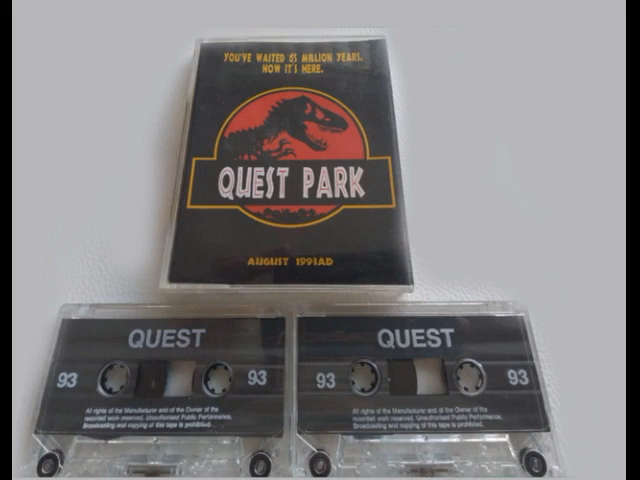 YOU'VE WAITED 65 MILLION YEARS.
NOW IT'S HERE.
QUEST PARK
AUGUST 1993AD
QUEST
93 93
All rights of the Manufacturer and of the Owner of the
recorded work reserved. Unauthorised Public Performance,
Broadcasting and copying of this tape is prohibited.
QUEST
93 93
All rights of the Manufacturer and of the Owner of the
recorded work reserved. Unauthorised Public Performance,
Broadcasting and copying of this tape is prohibited.